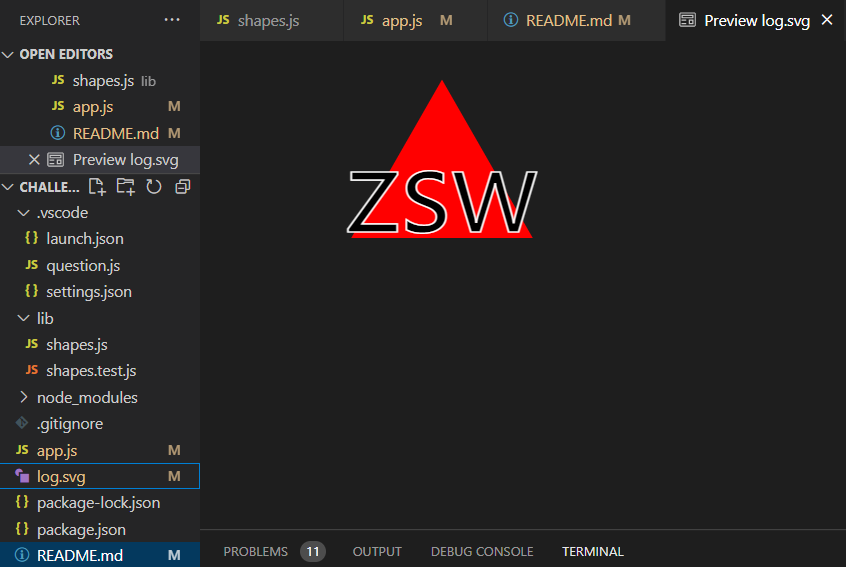 EXPLORER ...
shapes.js
app.js M
README.md M
Preview log.svg
OPEN EDITORS
JS shapes.js lib
JS app.js M
README.md M
Preview log.svg
CHALLE...
.vscode
{} launch.json
JS question.js
{} settings.json
lib
JS shapes.js
JS shapes.test.js
node_modules
.gitignore
JS app.js M
log.svg M
{} package-lock.json
{} package.json
README.md M
ZSW
PROBLEMS 11 OUTPUT DEBUG CONSOLE TERMINAL